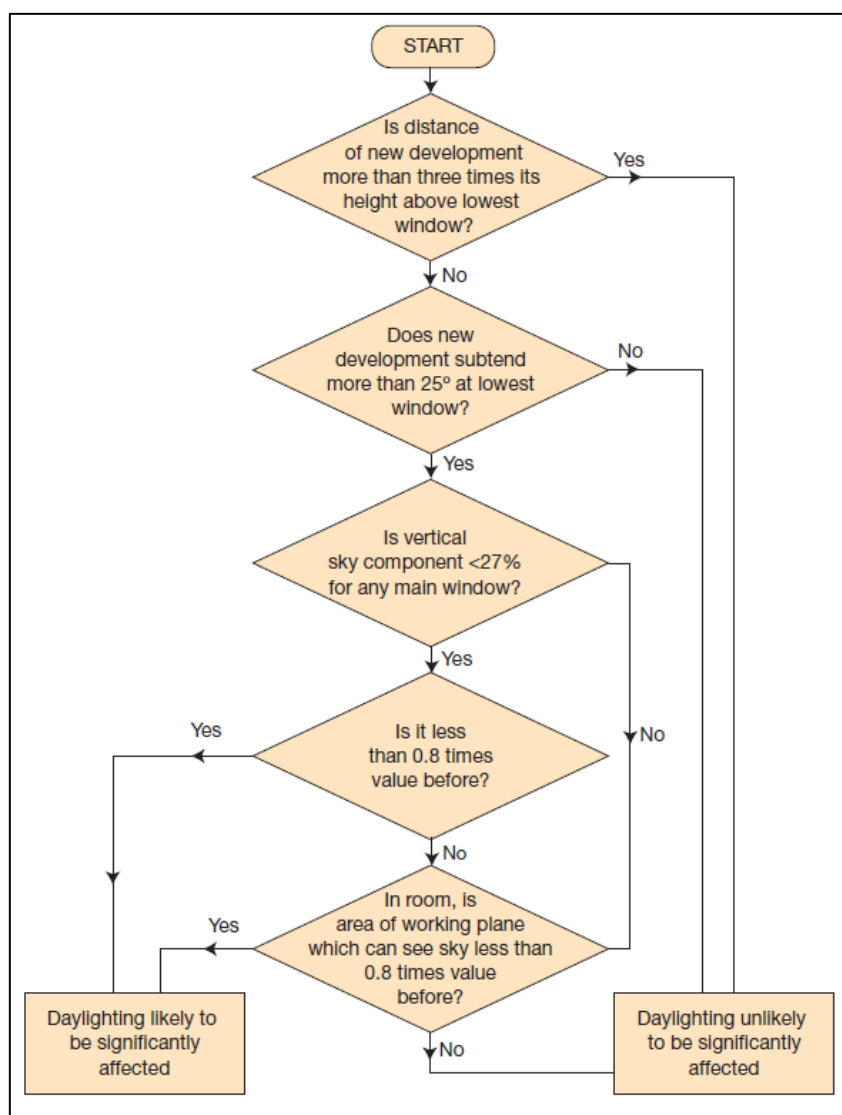 START
Is distance
of new development
more than three times its
height above lowest
window?
Yes
No
Does new
development subtend
more than 25º at lowest
window?
No
Yes
Is vertical
sky component <27%
for any main window?
Yes
No
Is it less
than 0.8 times
value before?
Yes
No
In room, is
area of working plane
which can see sky less than
0.8 times value
before?
Yes
No
Daylighting likely to
be significantly
affected
Daylighting unlikely
to be significantly
affected